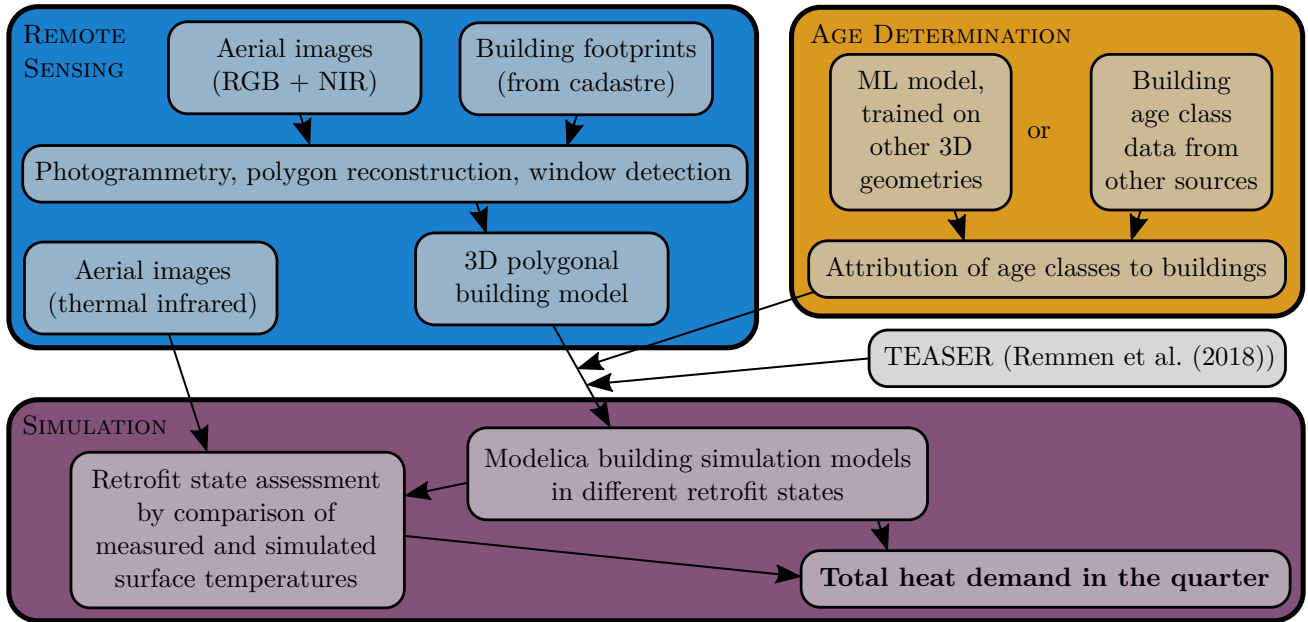 REMOTE
SENSING
Aerial images
(RGB + NIR)
Building footprints
(from cadastre)
Photogrammetry, polygon reconstruction, window detection
Aerial images
(thermal infrared)
3D polygonal
building model
AGE DETERMINATION
ML model,
trained on
other 3D
geometries
or
Building
age class
data from
other sources
Attribution of age classes to buildings
TEASER (Remmen et al. (2018))
SIMULATION
Retrofit state assessment
by comparison of
measured and simulated
surface temperatures
Modelica building simulation models
in different retrofit states
Total heat demand in the quarter